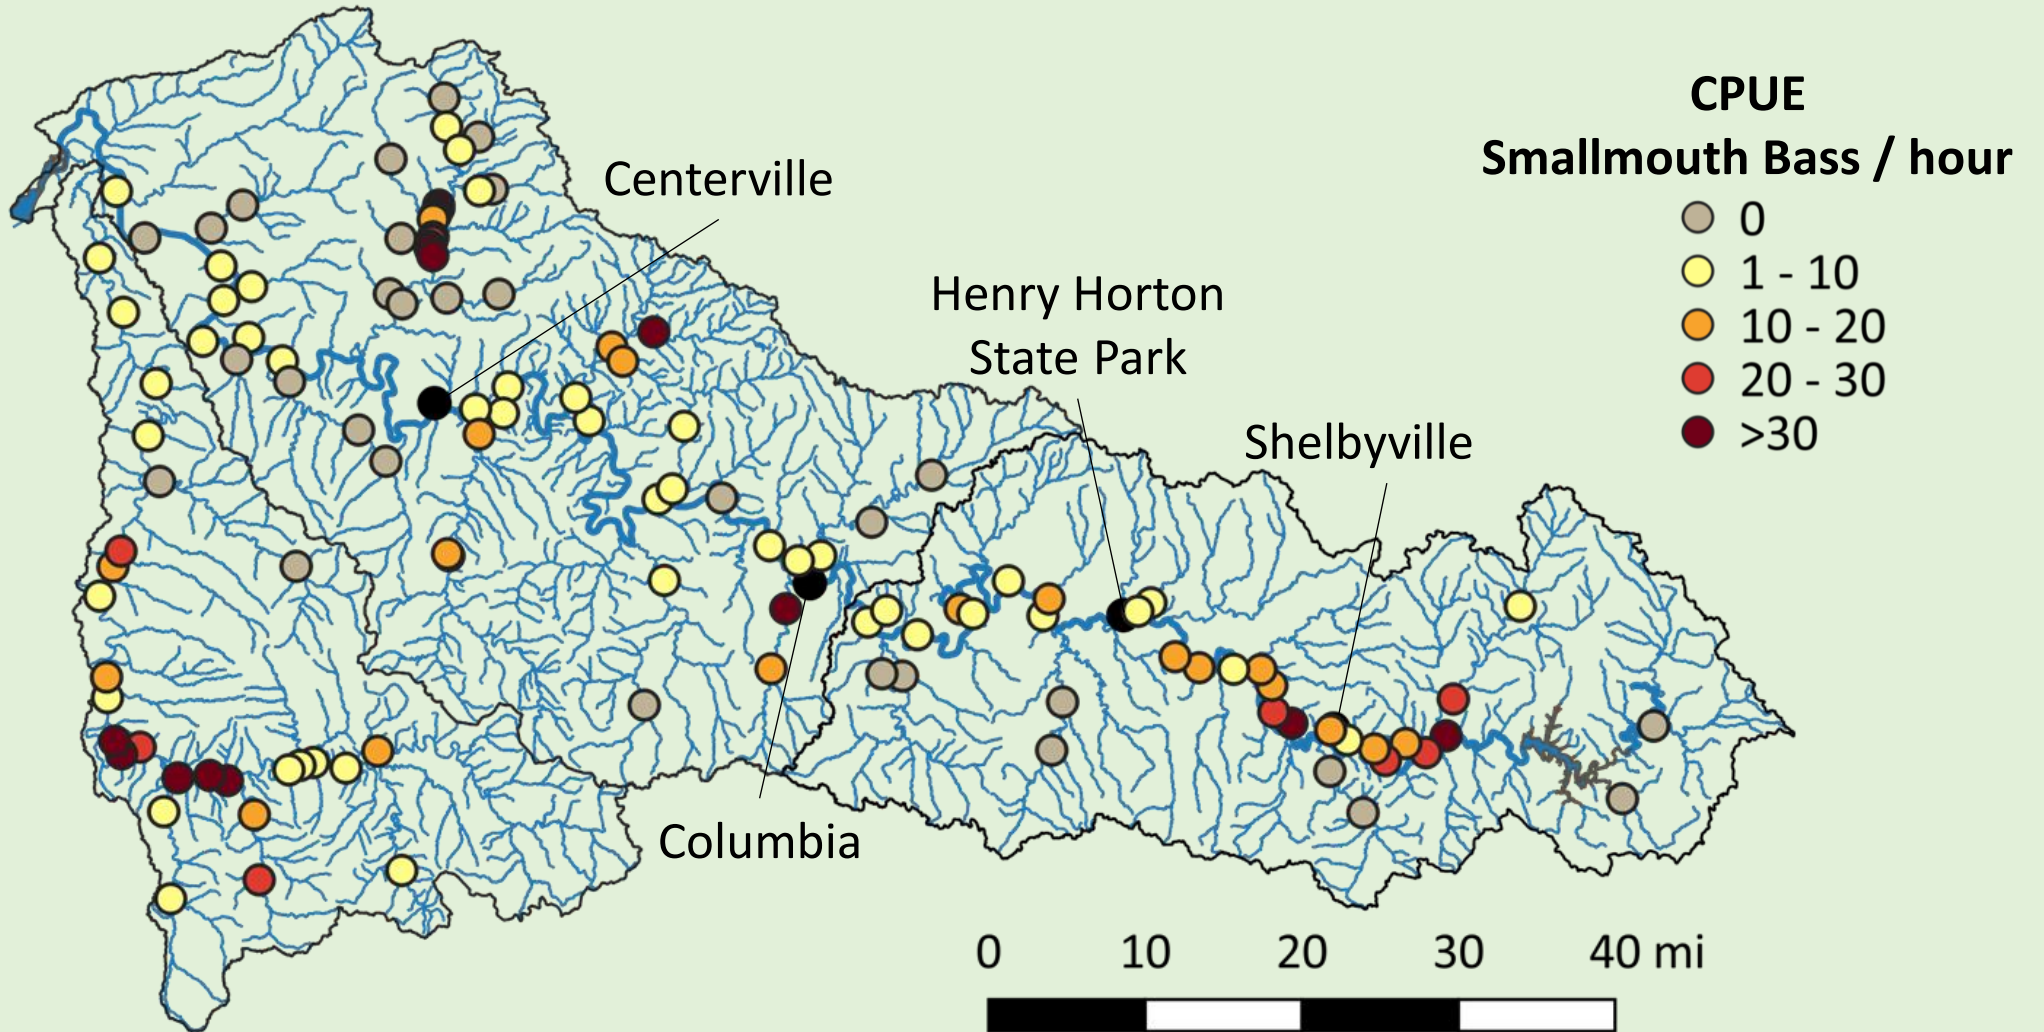 CPUE
Smallmouth Bass / hour
0
1 - 10
10 - 20
20 - 30
>30
Centerville
Henry Horton
State Park
Shelbyville
Columbia
0 10 20 30 40 mi